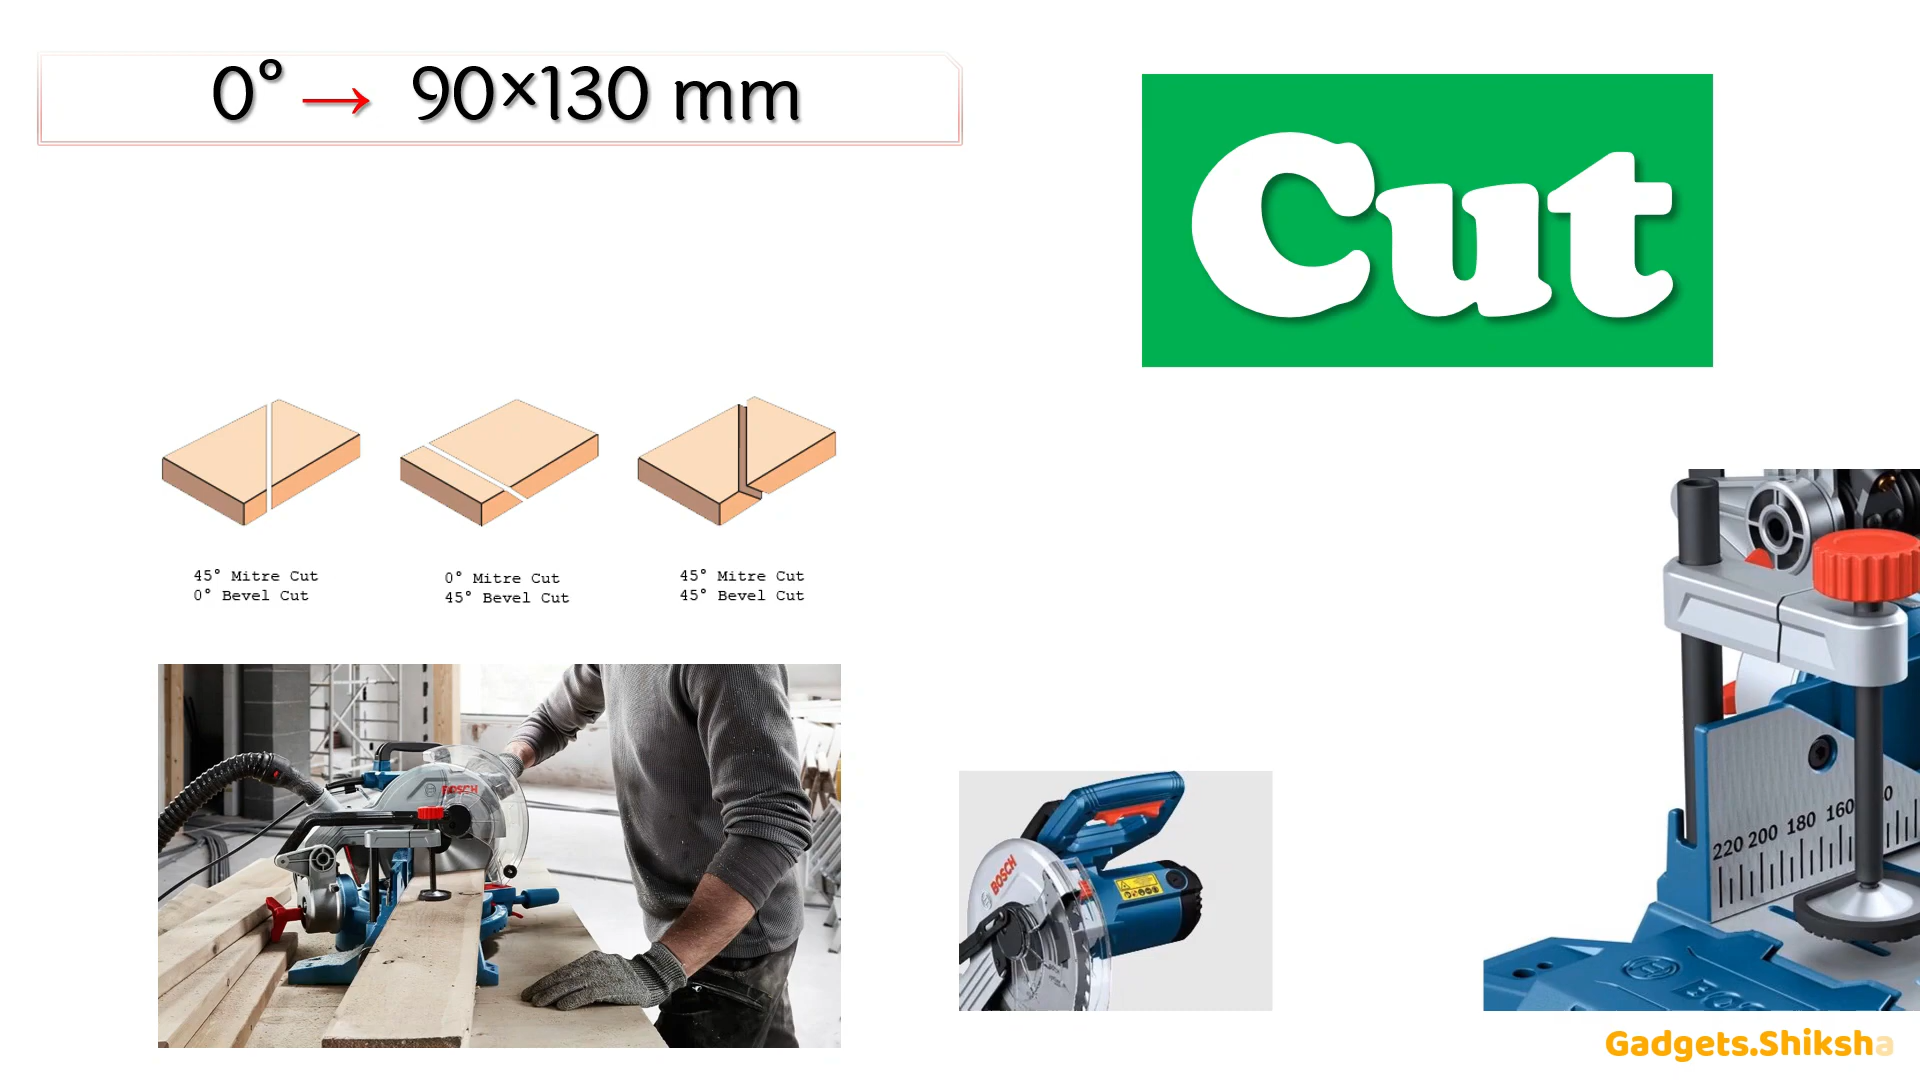 0° → 90×130 mm
Cut
45° Mitre Cut
0° Bevel Cut
0° Mitre Cut
45° Bevel Cut
45° Mitre Cut
45° Bevel Cut
BOSCH
BOSCH
220 200 180 160
BOSC
Gadgets.Shiksha